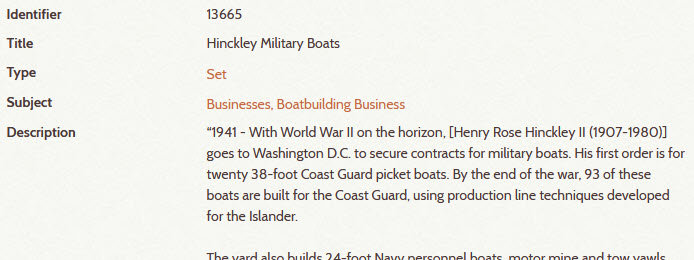 Identifier 13665
Title Hinckley Military Boats
Type Set
Subject Businesses, Boatbuilding Business
Description “1941 - With World War II on the horizon, [Henry Rose Hinckley II (1907-1980)]
goes to Washington D.C. to secure contracts for military boats. His first order is for
twenty 38-foot Coast Guard picket boats. By the end of the war, 93 of these
boats are built for the Coast Guard, using production line techniques developed
for the Islander.
The yard also builds 24-foot Navy personnel boats, motor mine and tow yawls